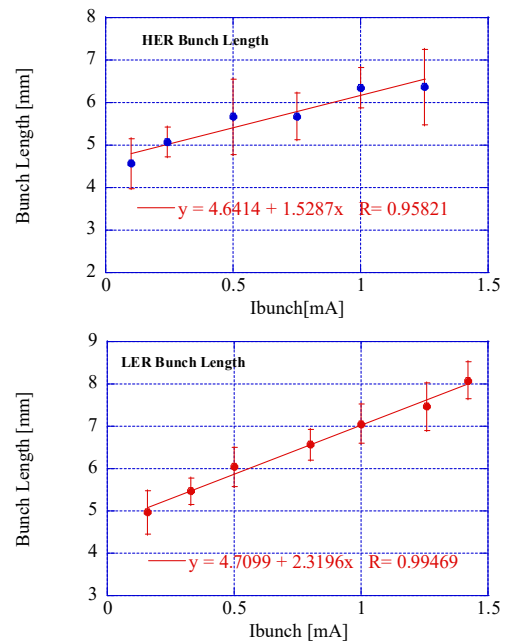 8
HER Bunch Length
7
6
5
4
y = 4.6414 + 1.5287x R= 0.95821
3
2
0
0.5
1
1.5
Bunch Length [mm]
Ibunch[mA]
9
LER Bunch Length
8
7
6
5
4
y = 4.7099 + 2.3196x R= 0.99469
3
0
0.5
1
1.5
Bunch Length [mm]
Ibunch [mA]